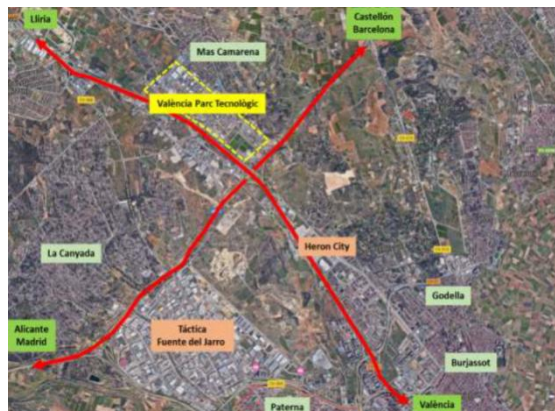 Lliria
Castellón
Barcelona
Mas Camarena
València Parc Tecnològic
Heron City
La Canyada
Godella
Alicante
Madrid
Táctica
Fuente del Jarro
Burjassot
Paterna
València